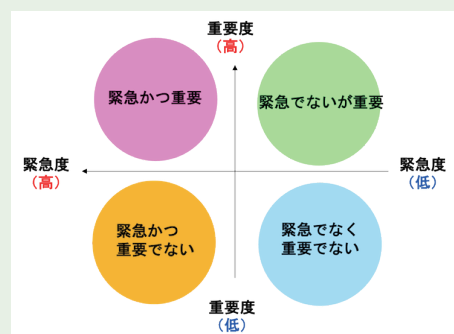 重要度
（高）
緊急かつ重要
緊急でないが重要
緊急度
（高）
緊急度
（低）
緊急かつ
重要でない
緊急でなく
重要でない
重要度
（低）